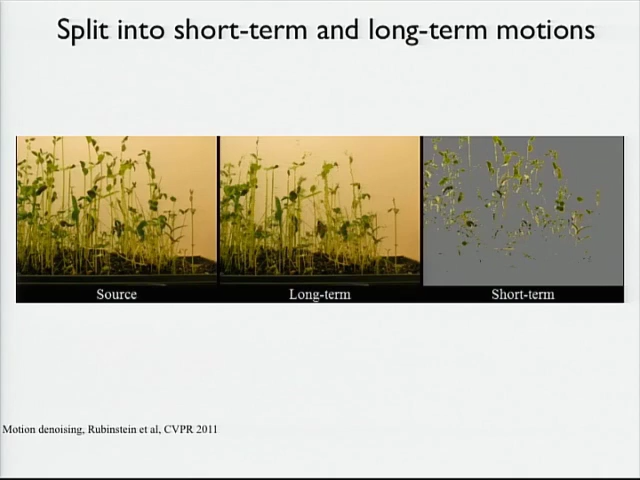 Split into short-term and long-term motions
Source
Long-term
Short-term
Motion denoising, Rubinstein et al, CVPR 2011